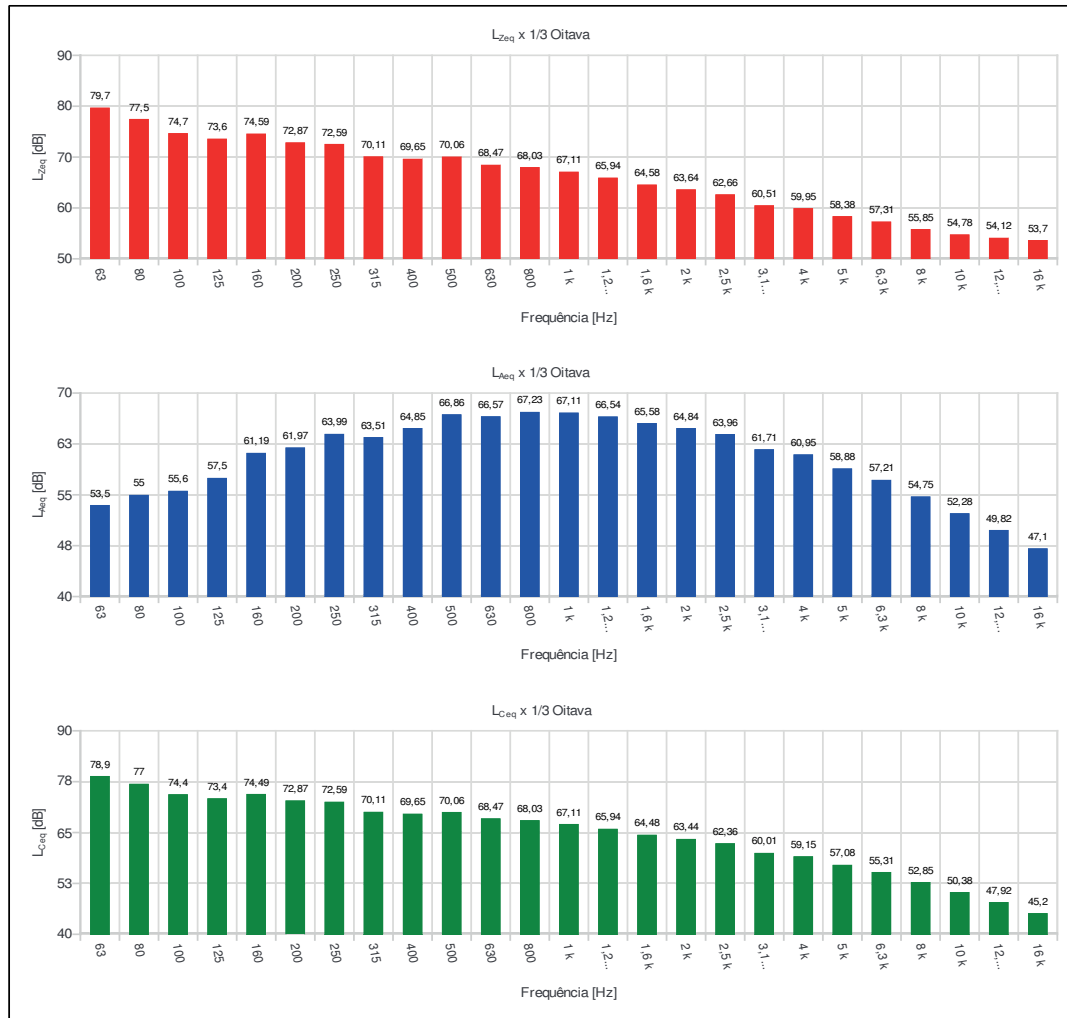 L_Zeq x 1/3 Oitava
90
80
70
60
50
L_Zeq [dB]
79,7 77,5 74,7 73,6 74,59 72,87 72,59 70,11 69,65 70,06 68,47 68,03 67,11 65,94 64,58 63,64 62,66 60,51 59,95 58,38 57,31 55,85 54,78 54,12 53,7
63 80 100 125 160 200 250 315 400 500 630 800 1 k 1,2... 1,6 k 2 k 2,5 k 3,1... 4 k 5 k 6,3 k 8 k 10 k 12,... 16 k
Frequência [Hz]
L_Aeq x 1/3 Oitava
70
63
55
48
40
L_Aeq [dB]
53,5 55 55,6 57,5 61,19 61,97 63,99 63,51 64,85 66,86 66,57 67,23 67,11 66,54 65,58 64,84 63,96 61,71 60,95 58,88 57,21 54,75 52,28 49,82 47,1
63 80 100 125 160 200 250 315 400 500 630 800 1 k 1,2... 1,6 k 2 k 2,5 k 3,1... 4 k 5 k 6,3 k 8 k 10 k 12,... 16 k
Frequência [Hz]
L_Ceq x 1/3 Oitava
90
78
65
53
40
L_Ceq [dB]
78,9 77 74,4 73,4 74,49 72,87 72,59 70,11 69,65 70,06 68,47 68,03 67,11 65,94 64,48 63,44 62,36 60,01 59,15 57,08 55,31 52,85 50,38 47,92 45,2
63 80 100 125 160 200 250 315 400 500 630 800 1 k 1,2... 1,6 k 2 k 2,5 k 3,1... 4 k 5 k 6,3 k 8 k 10 k 12,... 16 k
Frequência [Hz]